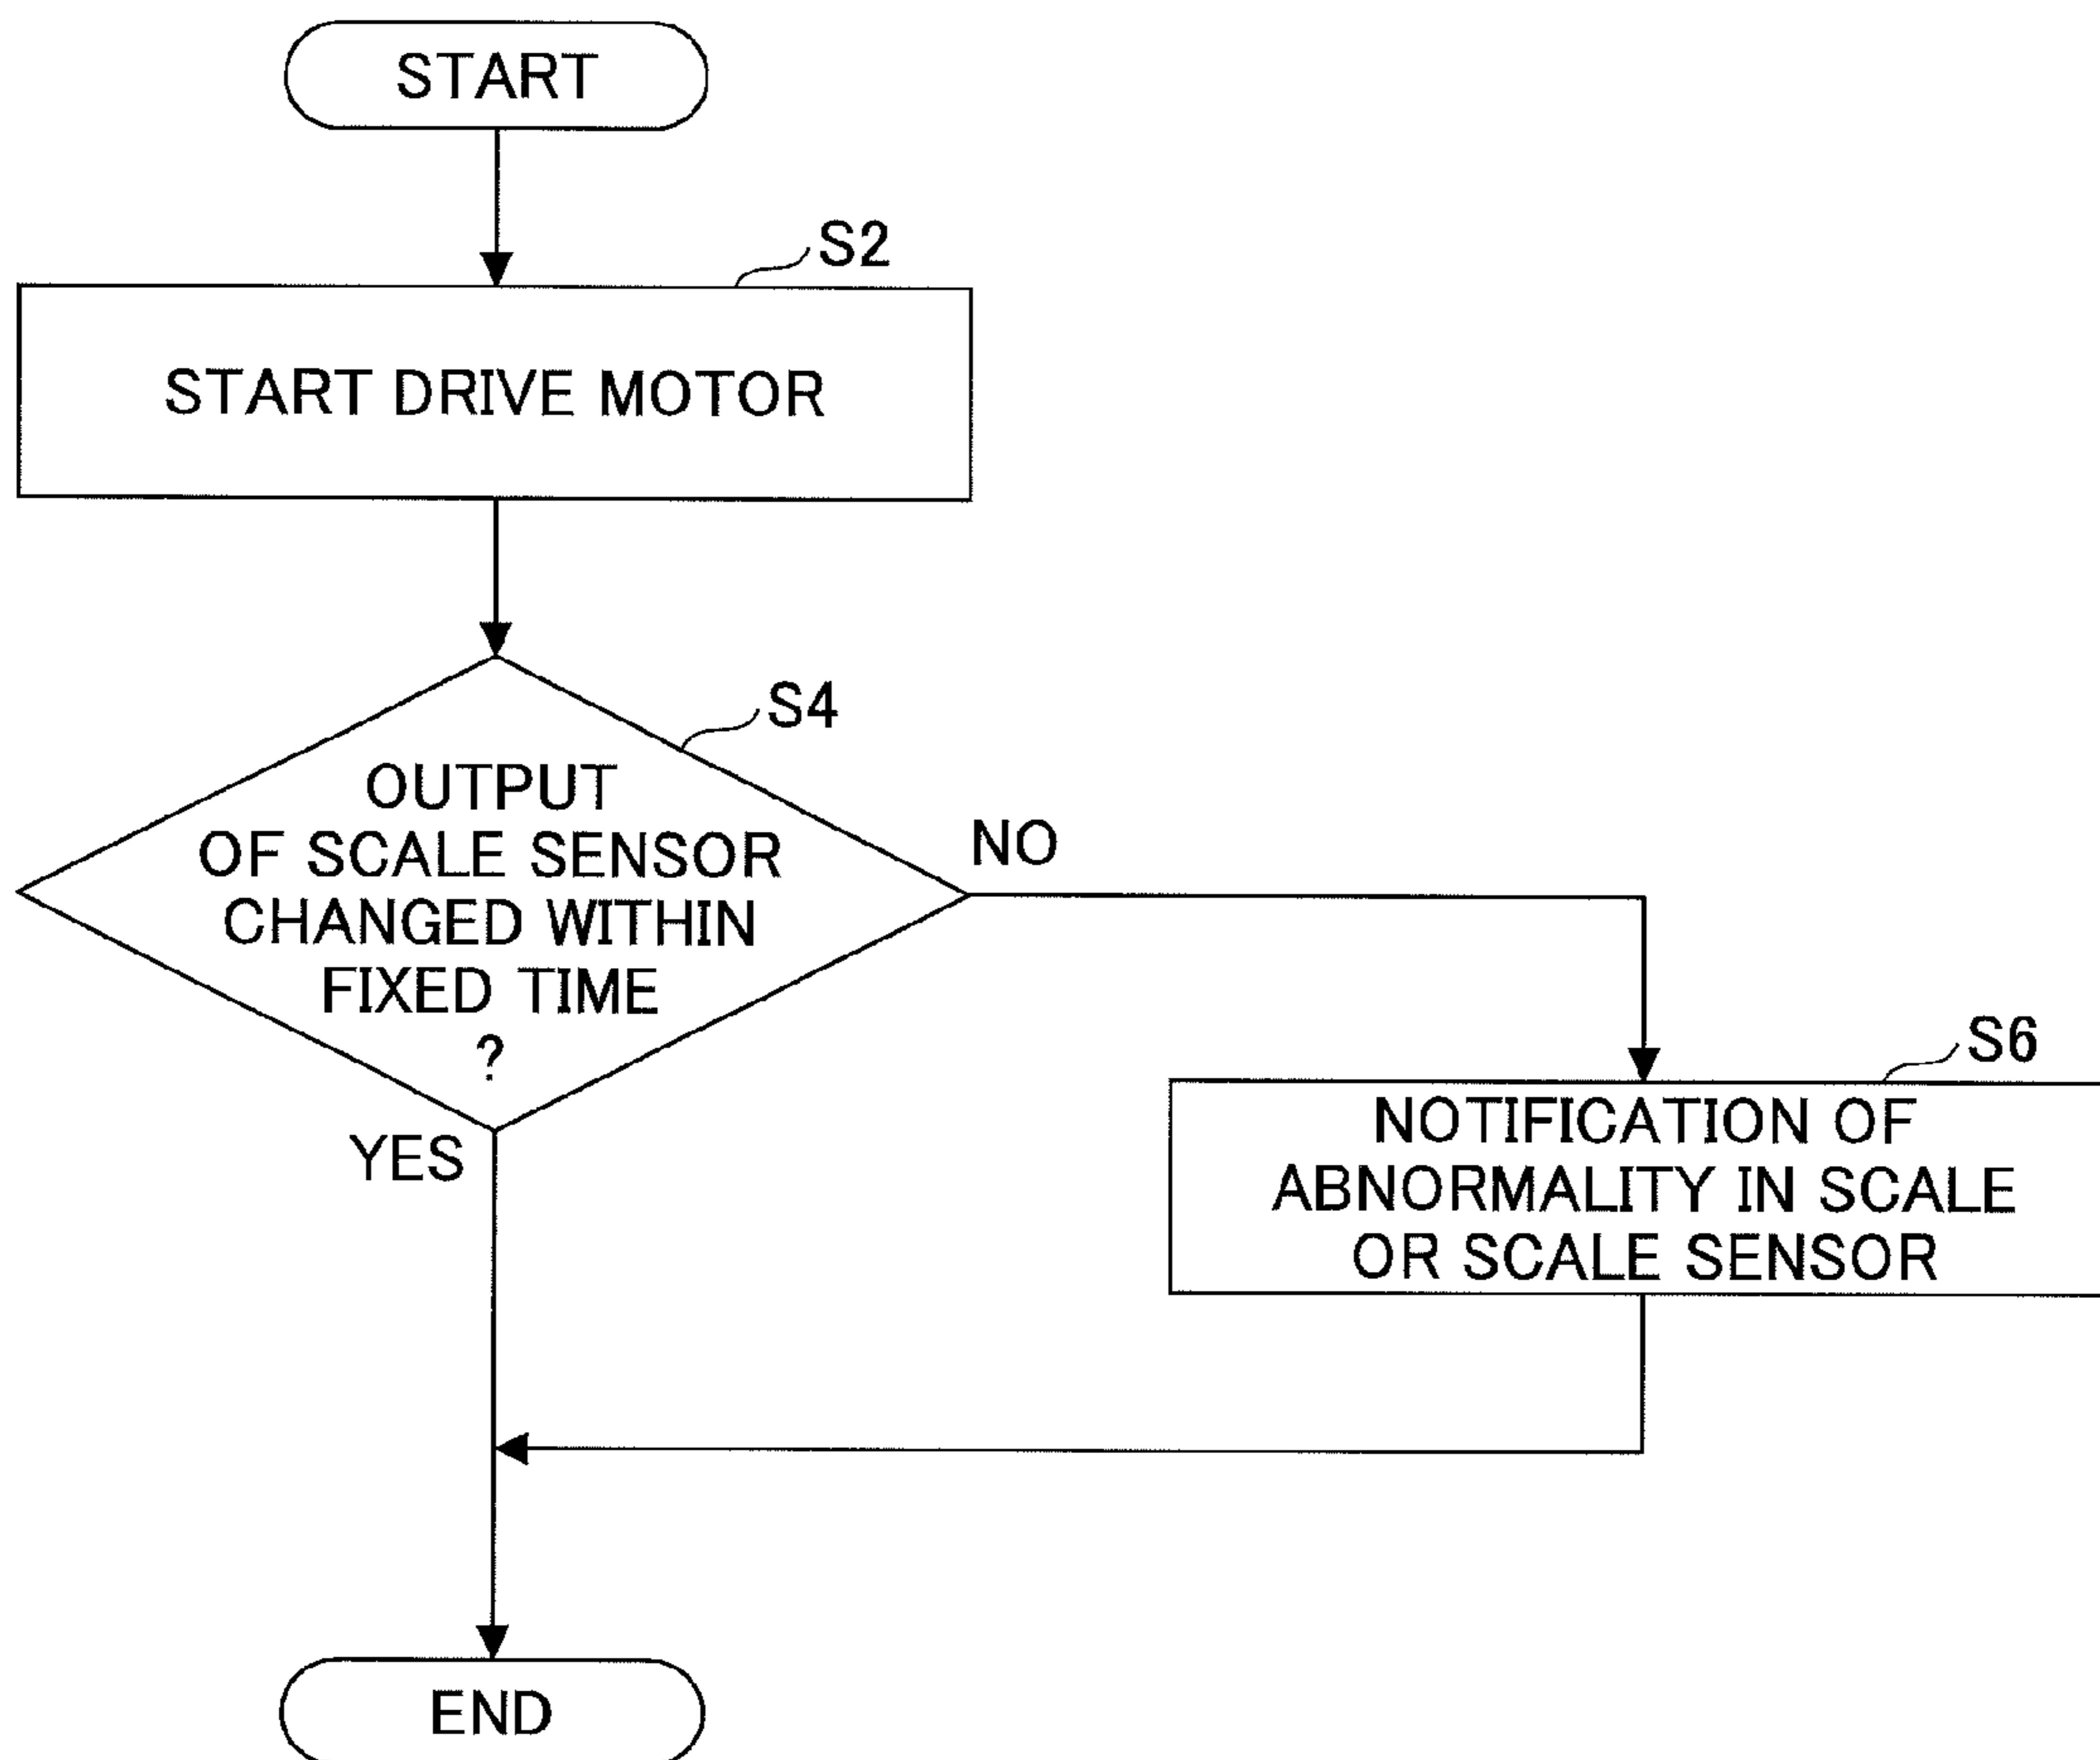 START
S2
START DRIVE MOTOR
S4
OUTPUT
OF SCALE SENSOR
CHANGED WITHIN
FIXED TIME
?
NO
YES
S6
NOTIFICATION OF
ABNORMALITY IN SCALE
OR SCALE SENSOR
END